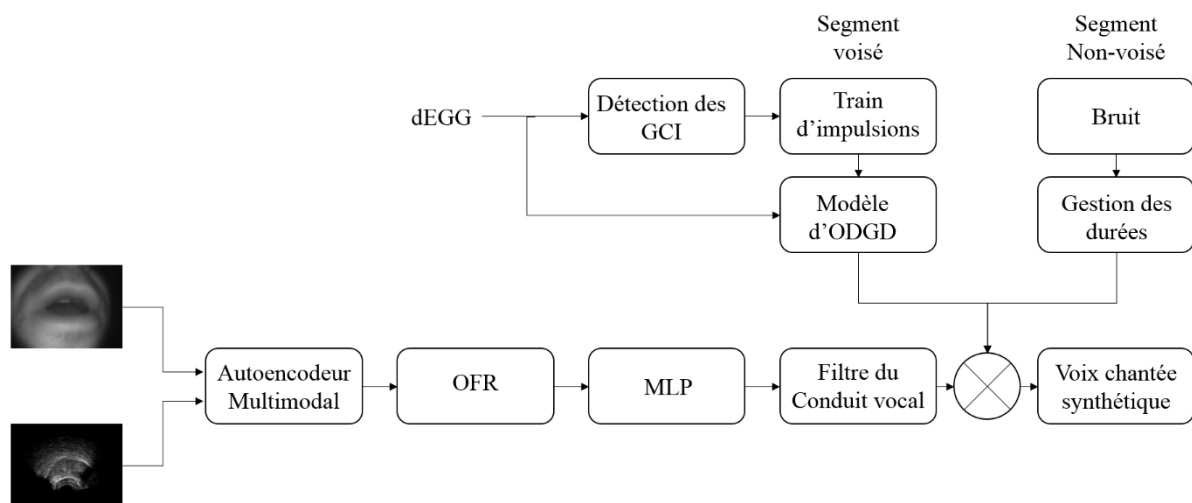 Segment
voisé
Segment
Non-voisé
dEGG
Détection des
GCI
Train
d'impulsions
Bruit
Modèle
d'ODGD
Gestion des
durées
Autoencodeur
Multimodal
OFR
MLP
Filtre du
Conduit vocal
Voix chantée
synthétique